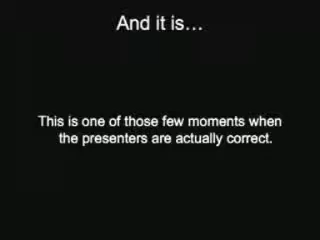 And it is...
This is one of those few moments when
the presenters are actually correct.